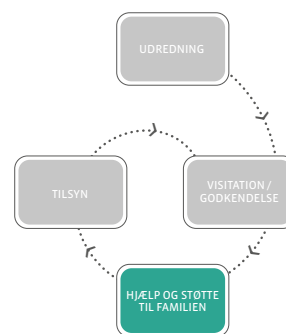 UDREDNING
TILSYN
VISITATION /
GODKENDELSE
HJÆLP OG STØTTE
TIL FAMILIEN